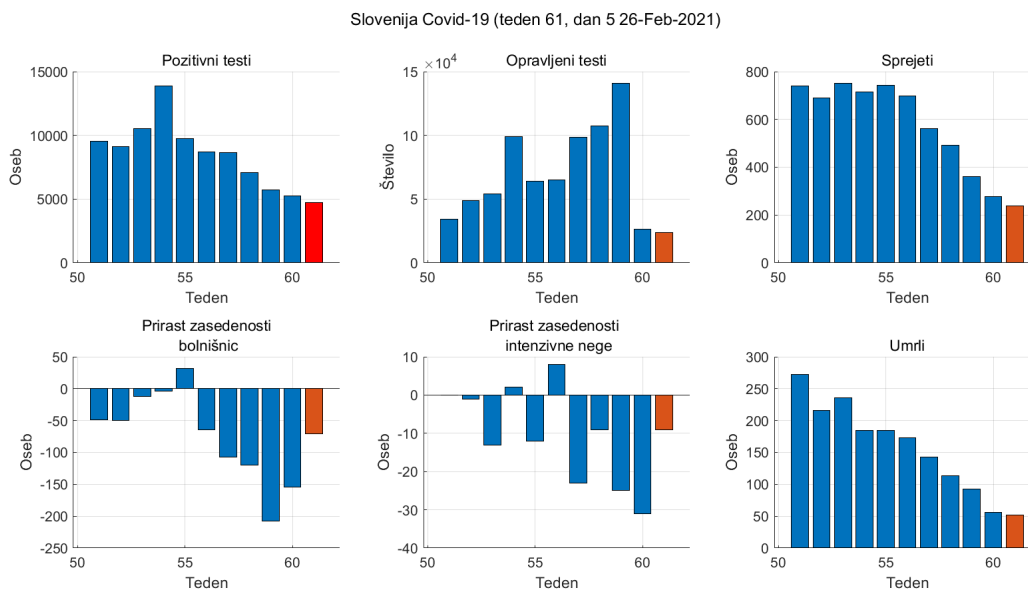 Slovenija Covid-19 (teden 61, dan 5 26-Feb-2021)
Pozitivni testi
15000
10000
5000
0
Oseb
50 55 60
Teden
Opravljeni testi
×10^4
15
10
5
0
Število
50 55 60
Teden
Sprejeti
800
600
400
200
0
Oseb
50 55 60
Teden
Prirast zasedenosti
bolnišnic
50
0
-50
-100
-150
-200
-250
Oseb
50 55 60
Teden
Prirast zasedenosti
intenzivne nege
10
0
-10
-20
-30
-40
Oseb
50 55 60
Teden
Umrli
300
250
200
150
100
50
0
Oseb
50 55 60
Teden